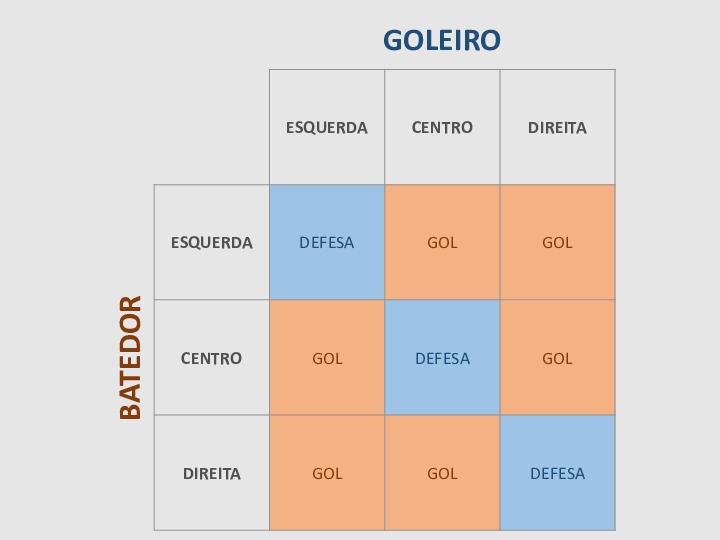 GOLEIRO
ESQUERDA CENTRO DIREITA
ESQUERDA DEFESA GOL GOL
BATEDOR
CENTRO GOL DEFESA GOL
DIREITA GOL GOL DEFESA